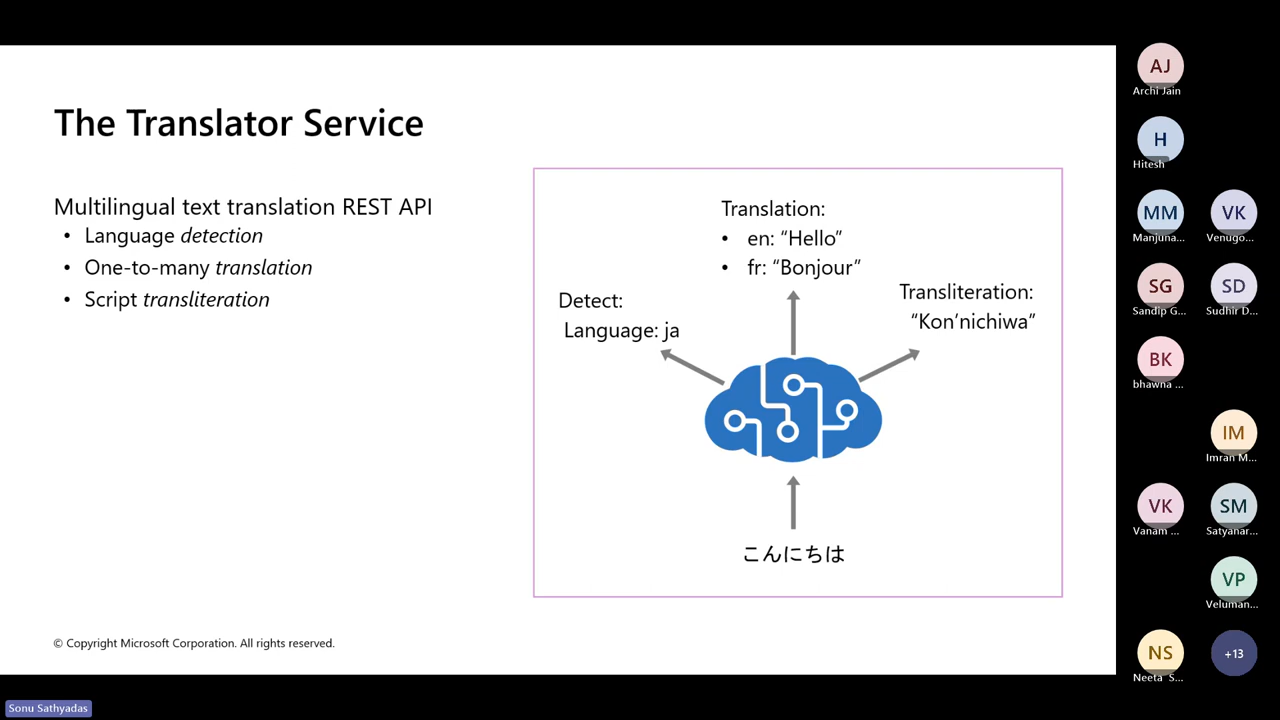 The Translator Service
Multilingual text translation REST API
• Language detection
• One-to-many translation
• Script transliteration
Translation:
• en: “Hello”
• fr: “Bonjour”
Detect:
Language: ja
Transliteration:
“Kon’nichiwa”
こんにちは
© Copyright Microsoft Corporation. All rights reserved.
AJ
Archi Jain
H
Hitesh
MM
Manjuna...
VK
Venugo...
SG
Sandip G...
SD
Sudhir D...
BK
bhawna ...
IM
Imran M...
VK
Vanam ...
SM
Satyanar...
VP
Veluman...
NS
Neeta S...
+13
Sonu Sathyadas